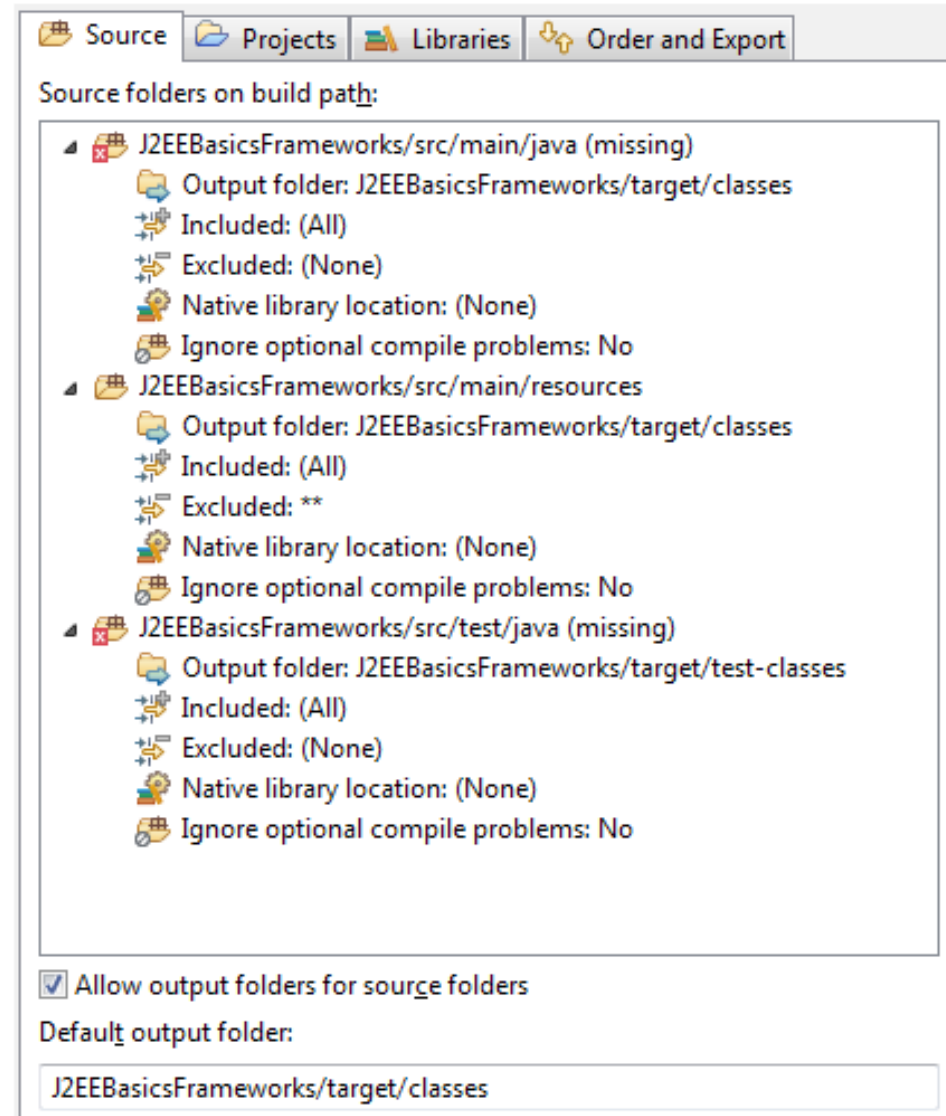 Source Projects Libraries Order and Export
Source folders on build path:
J2EEBasicsFrameworks/src/main/java (missing)
Output folder: J2EEBasicsFrameworks/target/classes
Included: (All)
Excluded: (None)
Native library location: (None)
Ignore optional compile problems: No
J2EEBasicsFrameworks/src/main/resources
Output folder: J2EEBasicsFrameworks/target/classes
Included: (All)
Excluded: **
Native library location: (None)
Ignore optional compile problems: No
J2EEBasicsFrameworks/src/test/java (missing)
Output folder: J2EEBasicsFrameworks/target/test-classes
Included: (All)
Excluded: (None)
Native library location: (None)
Ignore optional compile problems: No
Allow output folders for source folders
Default output folder:
J2EEBasicsFrameworks/target/classes